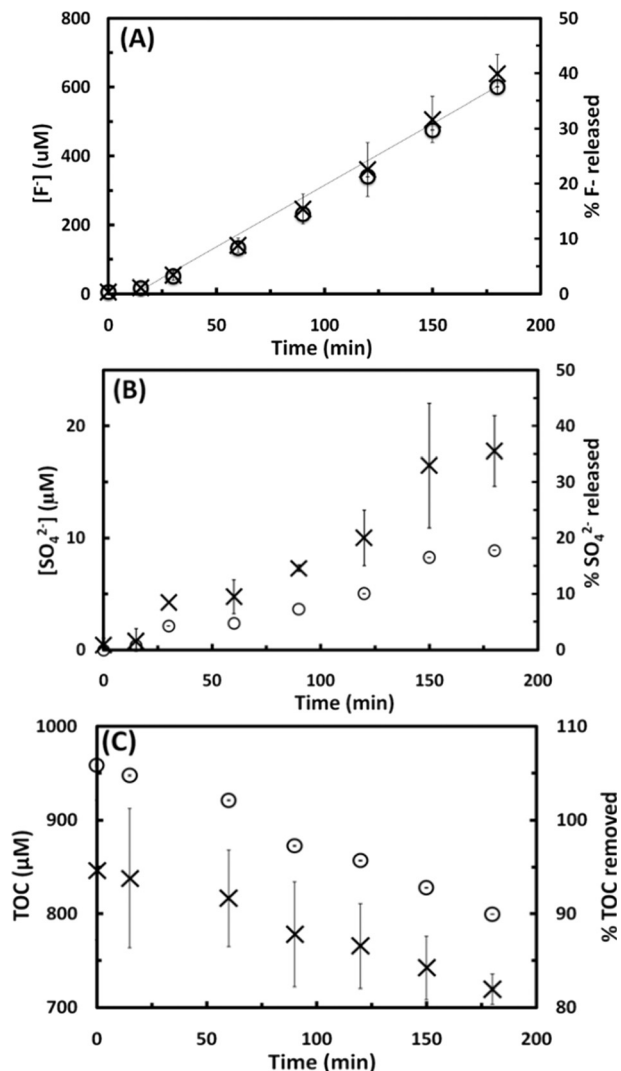 (A)
800
600
400
200
0
[F-] (uM)
50
40
30
20
10
0
% F- released
0 50 100 150 200
Time (min)
(B)
20
10
0
[SO₄²⁻] (μM)
50
40
30
20
10
0
% SO₄²⁻ released
0 50 100 150 200
Time (min)
(C)
1000
900
800
700
TOC
(μM)
110
100
90
80
% TOC removed
0 50 100 150 200
Time (min)